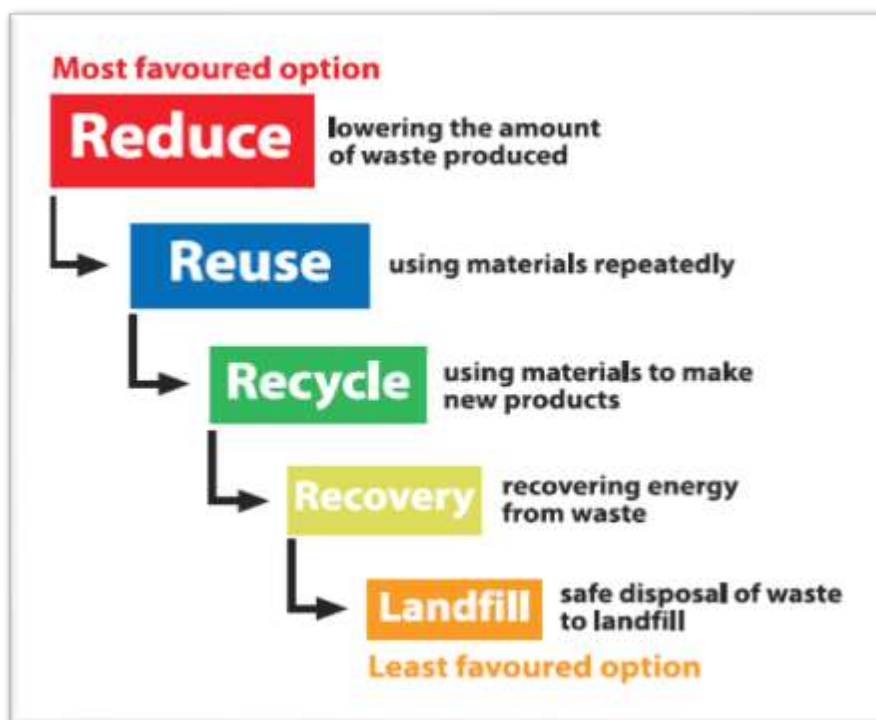 Most favoured option
Reduce
lowering the amount
of waste produced
Reuse
using materials repeatedly
Recycle
using materials to make
new products
Recovery
recovering energy
from waste
Landfill
safe disposal of waste
to landfill
Least favoured option